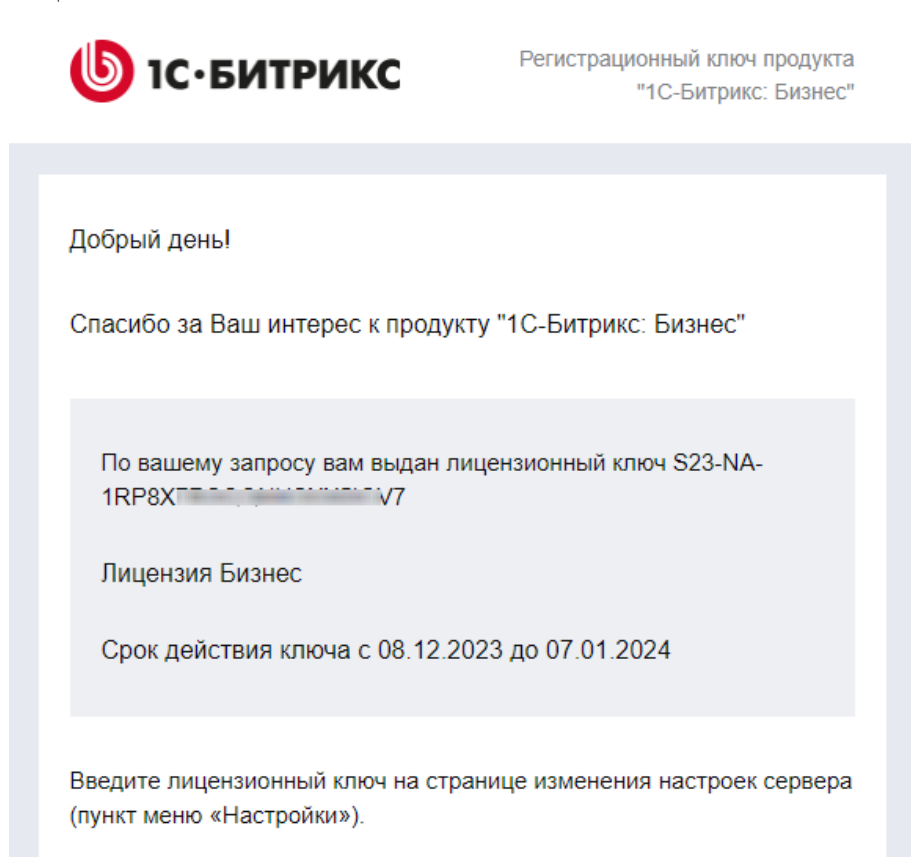 1С·БИТРИКС
Регистрационный ключ продукта
"1С-Битрикс: Бизнес"
Добрый день!
Спасибо за Ваш интерес к продукту "1С-Битрикс: Бизнес"
По вашему запросу вам выдан лицензионный ключ S23-NA-
1RP8X V7
Лицензия Бизнес
Срок действия ключа с 08.12.2023 до 07.01.2024
Введите лицензионный ключ на странице изменения настроек сервера
(пункт меню «Настройки»).